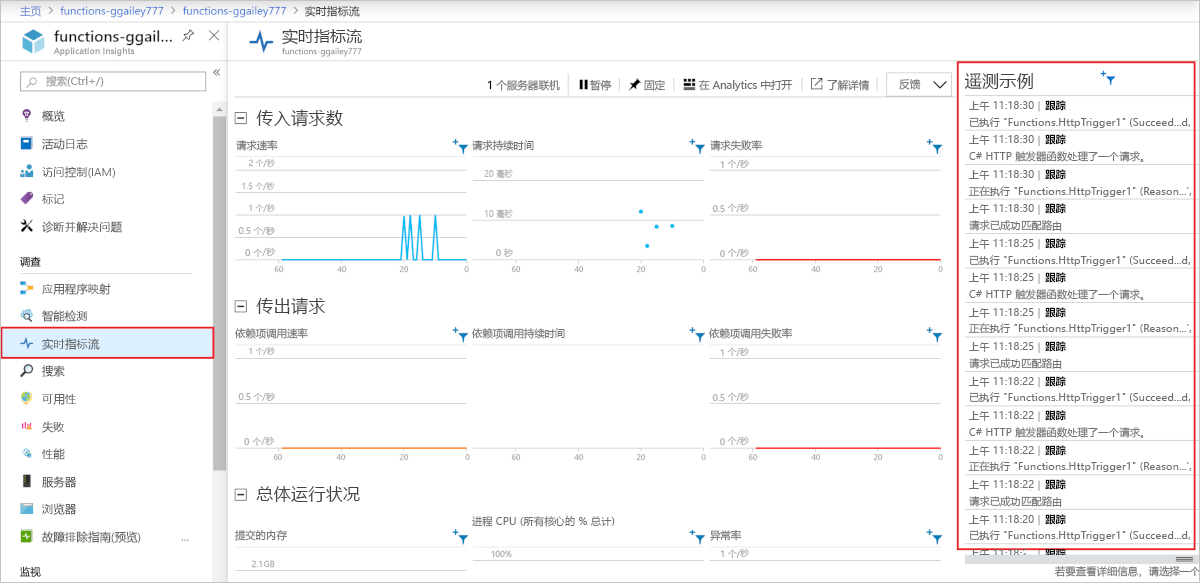 主页 > functions-ggailey777 > functions-ggailey777 > 实时指标流
functions-ggail...
Application Insights
搜索(Ctrl+/)
«
概览
活动日志
访问控制(IAM)
标记
诊断并解决问题
调查
应用程序映射
智能检测
实时指标流
搜索
可用性
失败
性能
服务器
浏览器
故障排除指南(预览)
...
监视
实时指标流
functions-ggailey777
1 个服务器联机
暂停
固定
在 Analytics 中打开
了解详情
反馈
传入请求数
请求速率
2 个/秒
1.5 个/秒
1 个/秒
0.5 个/秒
0 个/秒
60 40 20 0
请求持续时间
20 毫秒
10 毫秒
0 秒
60 40 20 0
请求失败率
1 个/秒
0.5 个/秒
0 个/秒
60 40 20 0
传出请求
依赖项调用速率
1 个/秒
0.5 个/秒
0 个/秒
60 40 20 0
依赖项调用持续时间
60 40 20 0
依赖项调用失败率
1 个/秒
0.5 个/秒
0 个/秒
60 40 20 0
总体运行状况
提交的内存
2.1GB
进程 CPU (所有核心的 % 总计)
100%
异常率
1 个/秒
遥测示例
上午 11:18:30 | 跟踪
已执行 "Functions.HttpTrigger1" (Succeed...d,
上午 11:18:30 | 跟踪
C# HTTP 触发器函数处理了一个请求。
上午 11:18:30 | 跟踪
正在执行 "Functions.HttpTrigger1" (Reason...',
上午 11:18:30 | 跟踪
请求已成功匹配路由
上午 11:18:25 | 跟踪
已执行 "Functions.HttpTrigger1" (Succeed...d,
上午 11:18:25 | 跟踪
C# HTTP 触发器函数处理了一个请求。
上午 11:18:25 | 跟踪
正在执行 "Functions.HttpTrigger1" (Reason...',
上午 11:18:25 | 跟踪
请求已成功匹配路由
上午 11:18:22 | 跟踪
已执行 "Functions.HttpTrigger1" (Succeed...d,
上午 11:18:22 | 跟踪
C# HTTP 触发器函数处理了一个请求。
上午 11:18:22 | 跟踪
正在执行 "Functions.HttpTrigger1" (Reason...',
上午 11:18:22 | 跟踪
请求已成功匹配路由
上午 11:18:20 | 跟踪
已执行 "Functions.HttpTrigger1" (Succeed...d,
若要查看详细信息，请选择一个